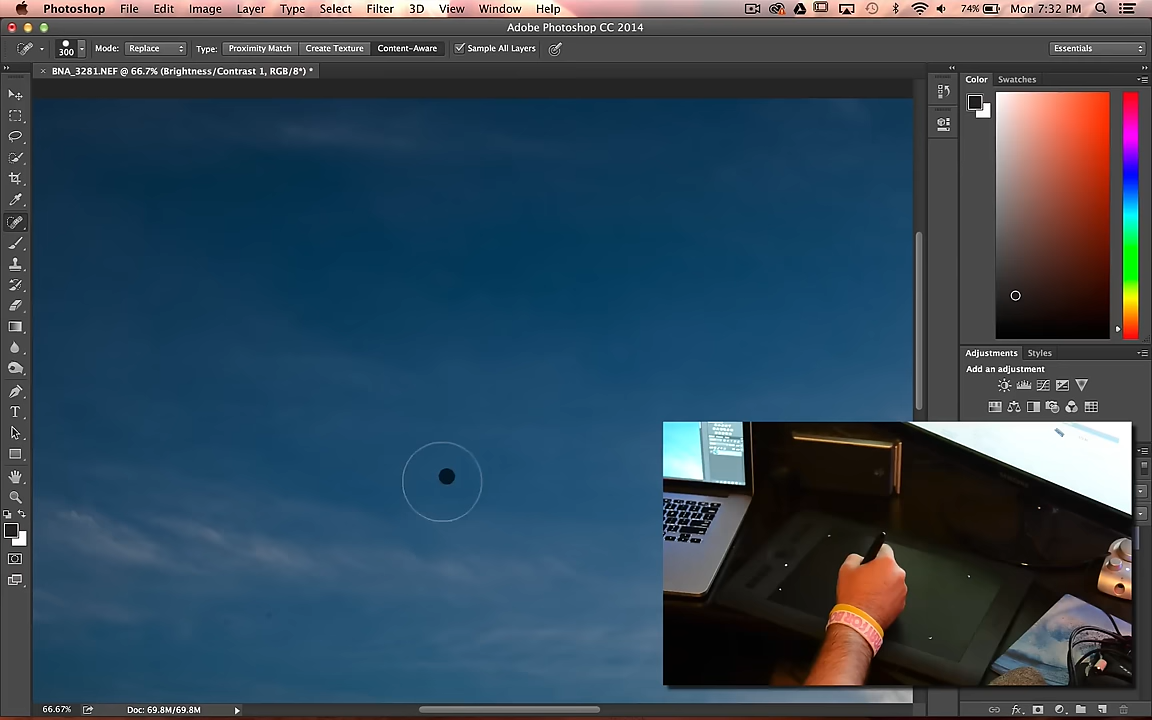 Photoshop File Edit Image Layer Type Select Filter 3D View Window Help 74% Mon 7:32 PM
Adobe Photoshop CC 2014
300 Mode: Replace Type: Proximity Match Create Texture Content-Aware Sample All Layers Essentials
× BNA_3281.NEF @ 66.7% (Brightness/Contrast 1, RGB/8*) *
Color Swatches
Adjustments Styles
Add an adjustment
66.67% Doc: 69.8M/69.8M